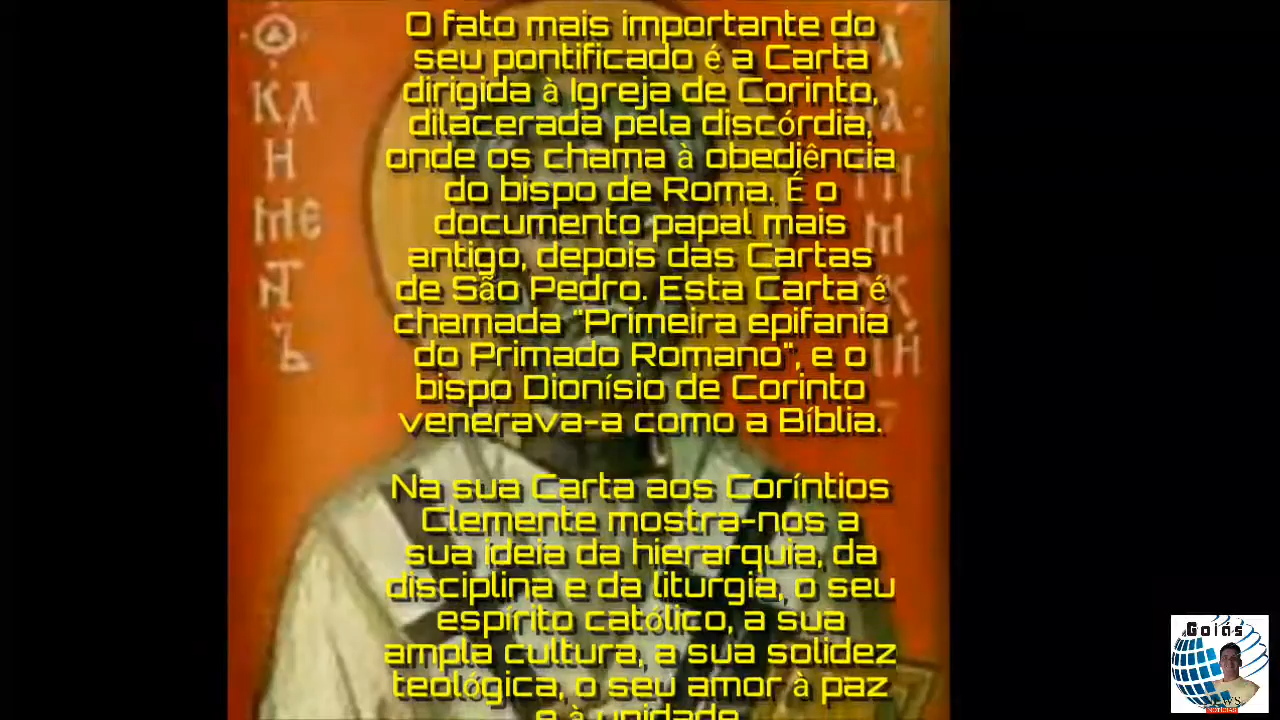 O fato mais importante do
seu pontificado é a Carta
dirigida à Igreja de Corinto,
dilacerada pela discórdia,
onde os chama à obediência
do bispo de Roma. É o
documento papal mais
antigo, depois das Cartas
de São Pedro. Esta Carta é
chamada "Primeira epifania
do Primado Romano", e o
bispo Dionísio de Corinto
venerava-a como a Bíblia.
Na sua Carta aos Coríntios
Clemente mostra-nos a
sua ideia da hierarquia, da
disciplina e da liturgia, o seu
espírito católico, a sua
ampla cultura, a sua solidez
teológica, o seu amor à paz
e à unidade.
КЛ
Н
МЕ
Н
Ъ
Goiás
NOTÍCIAS